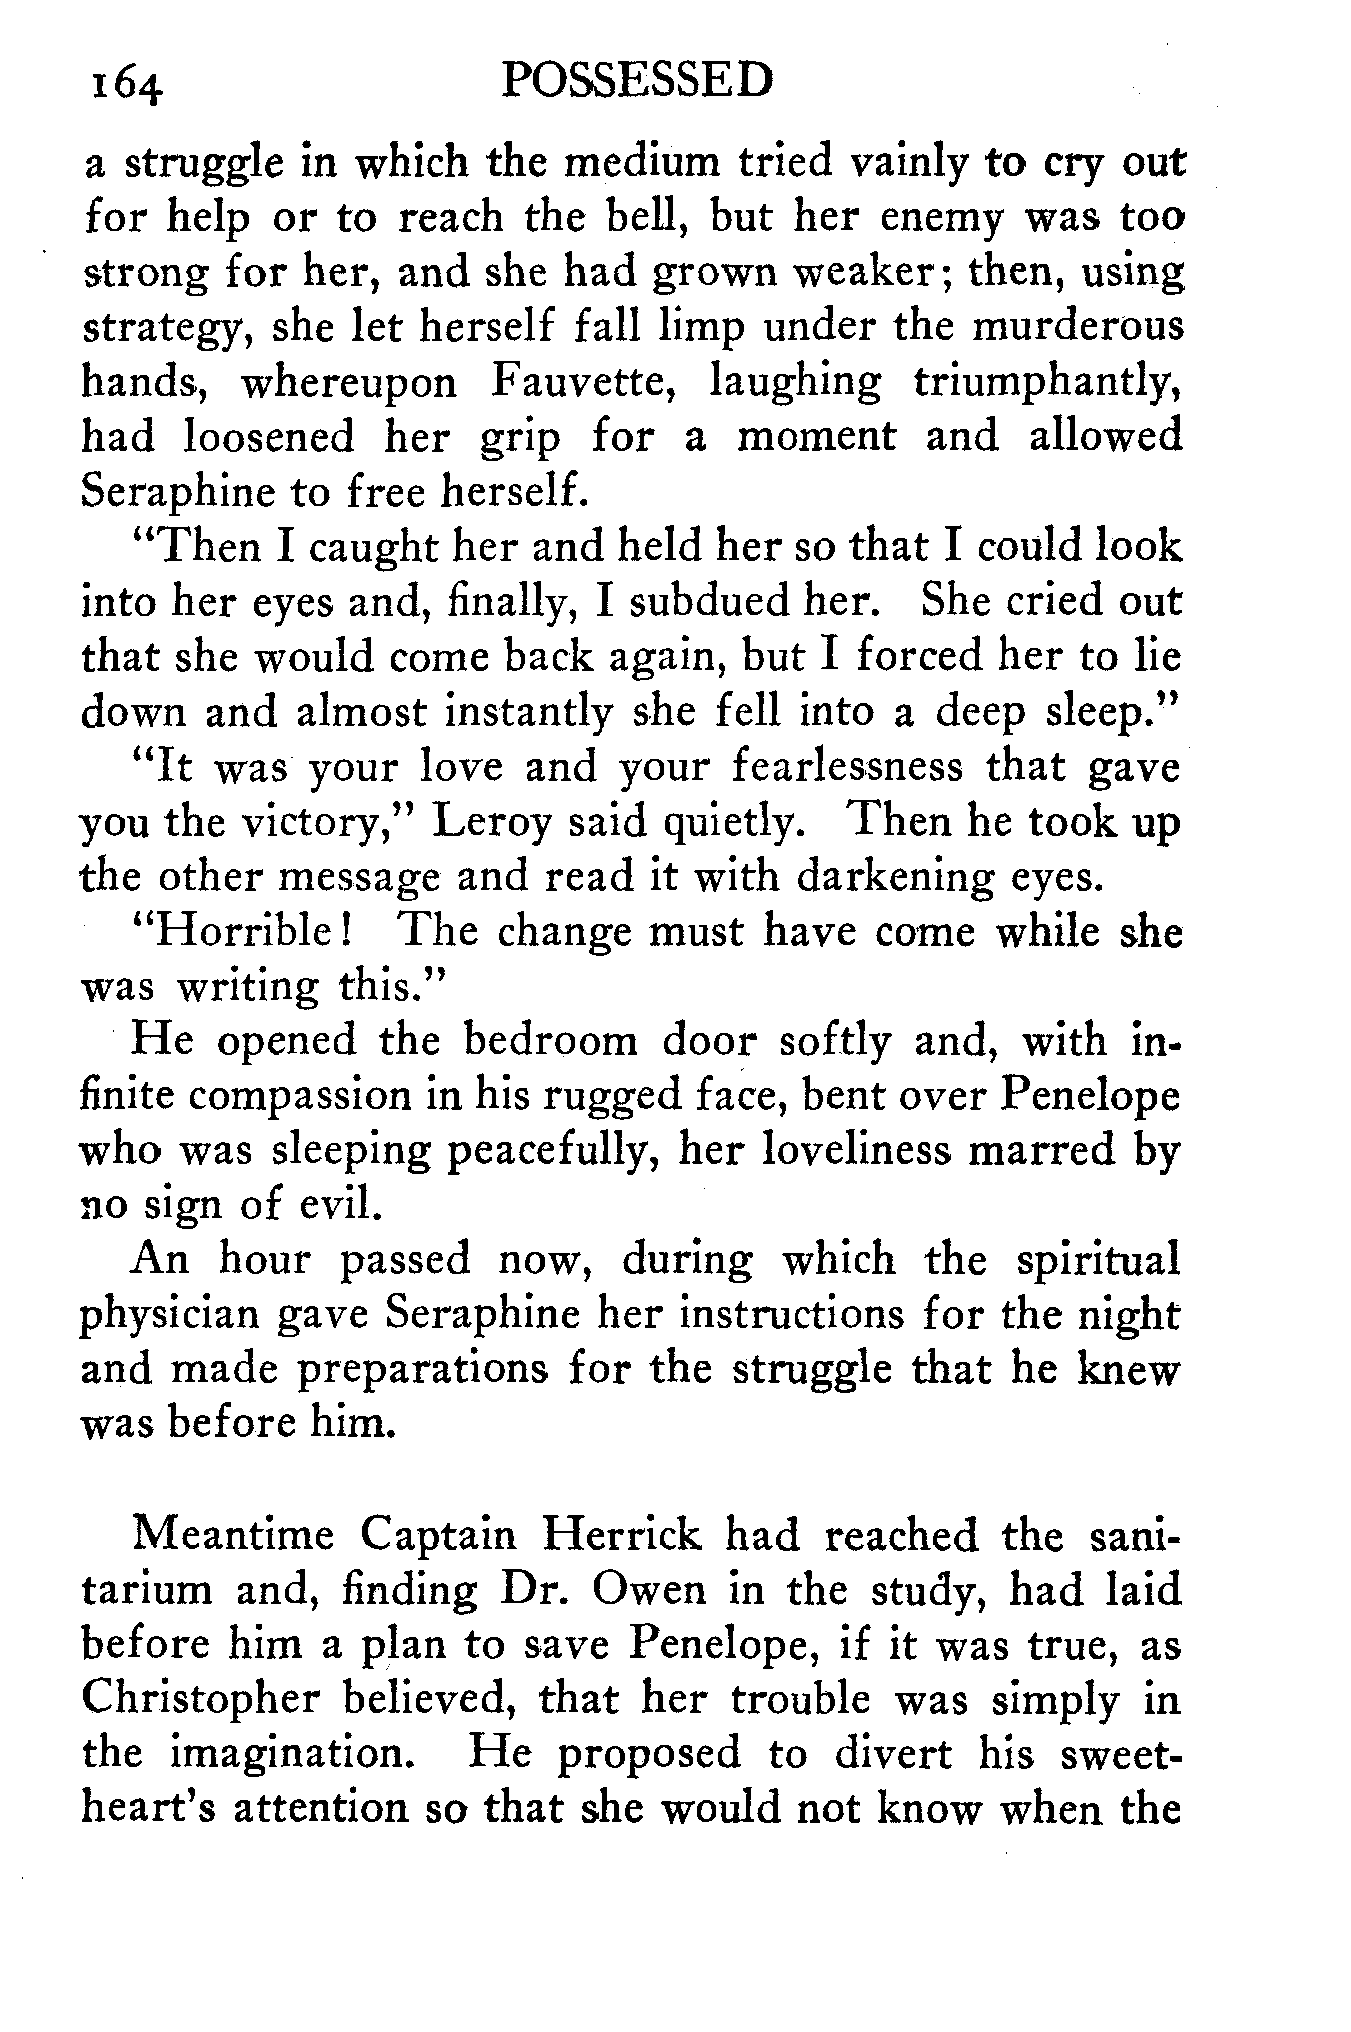 164 POSSESSED
a struggle in which the medium tried vainly to cry out
for help or to reach the bell, but her enemy was too
strong for her, and she had grown weaker; then, using
strategy, she let herself fall limp under the murderous
hands, whereupon Fauvette, laughing triumphantly,
had loosened her grip for a moment and allowed
Seraphine to free herself.
“Then I caught her and held her so that I could look
into her eyes and, finally, I subdued her. She cried out
that she would come back again, but I forced her to lie
down and almost instantly she fell into a deep sleep.”
“It was your love and your fearlessness that gave
you the victory,” Leroy said quietly. Then he took up
the other message and read it with darkening eyes.
“Horrible! The change must have come while she
was writing this.”
He opened the bedroom door softly and, with in-
finite compassion in his rugged face, bent over Penelope
who was sleeping peacefully, her loveliness marred by
no sign of evil.
An hour passed now, during which the spiritual
physician gave Seraphine her instructions for the night
and made preparations for the struggle that he knew
was before him.
Meantime Captain Herrick had reached the sani-
tarium and, finding Dr. Owen in the study, had laid
before him a plan to save Penelope, if it was true, as
Christopher believed, that her trouble was simply in
the imagination. He proposed to divert his sweet-
heart’s attention so that she would not know when the